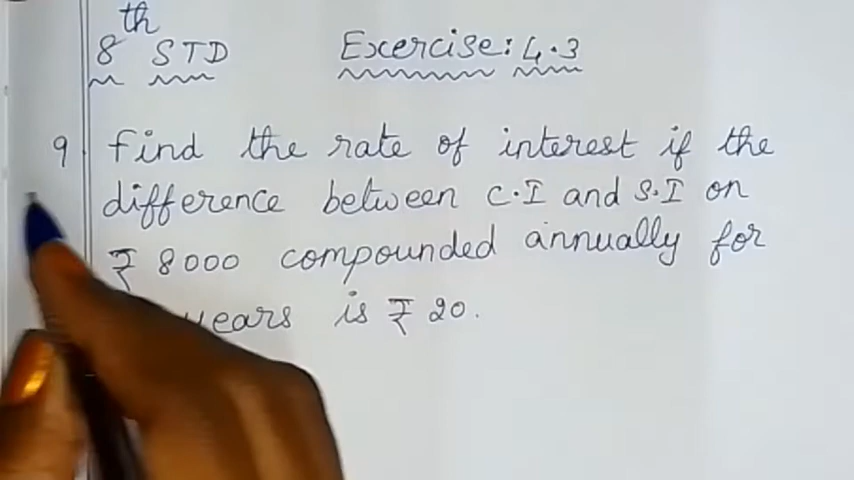 8th STD Exercise: 4.3
9. Find the rate of interest if the
difference between C.I and S.I on
₹ 8000 compounded annually for
years is ₹ 20.